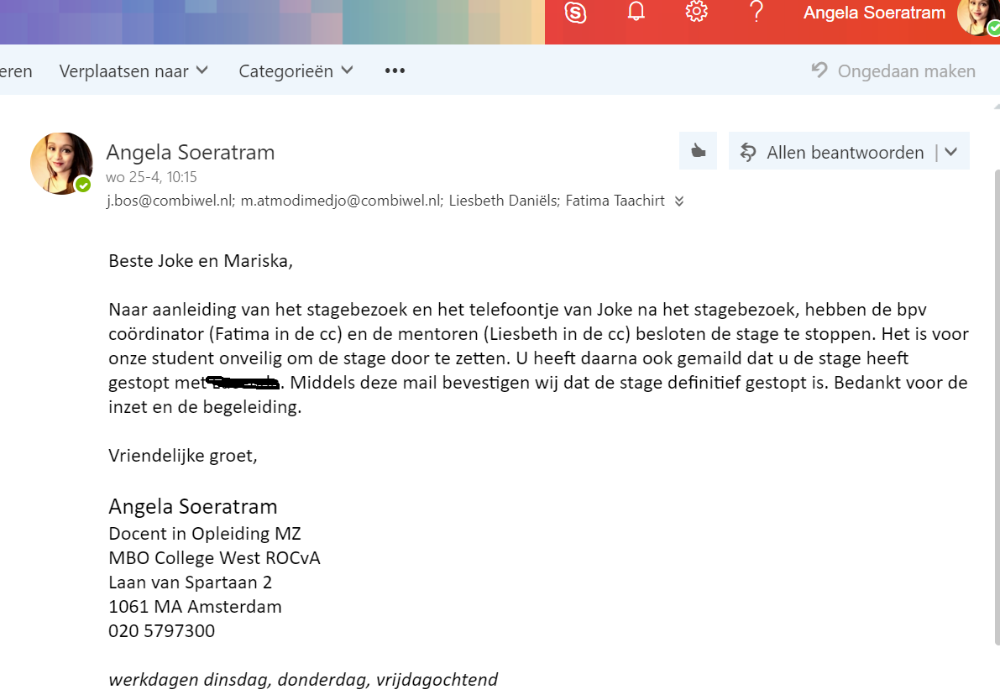 Angela Soeratram
Verplaatsen naar Categorieën ••• Ongedaan maken
Angela Soeratram
wo 25-4, 10:15
Allen beantwoorden
j.bos@combiwel.nl; m.atmodimedjo@combiwel.nl; Liesbeth Daniëls; Fatima Taachirt
Beste Joke en Mariska,
Naar aanleiding van het stagebezoek en het telefoontje van Joke na het stagebezoek, hebben de bpv
coördinator (Fatima in de cc) en de mentoren (Liesbeth in de cc) besloten de stage te stoppen. Het is voor
onze student onveilig om de stage door te zetten. U heeft daarna ook gemaild dat u de stage heeft
gestopt met . Middels deze mail bevestigen wij dat de stage definitief gestopt is. Bedankt voor de
inzet en de begeleiding.
Vriendelijke groet,
Angela Soeratram
Docent in Opleiding MZ
MBO College West ROCvA
Laan van Spartaan 2
1061 MA Amsterdam
020 5797300
werkdagen dinsdag, donderdag, vrijdagochtend